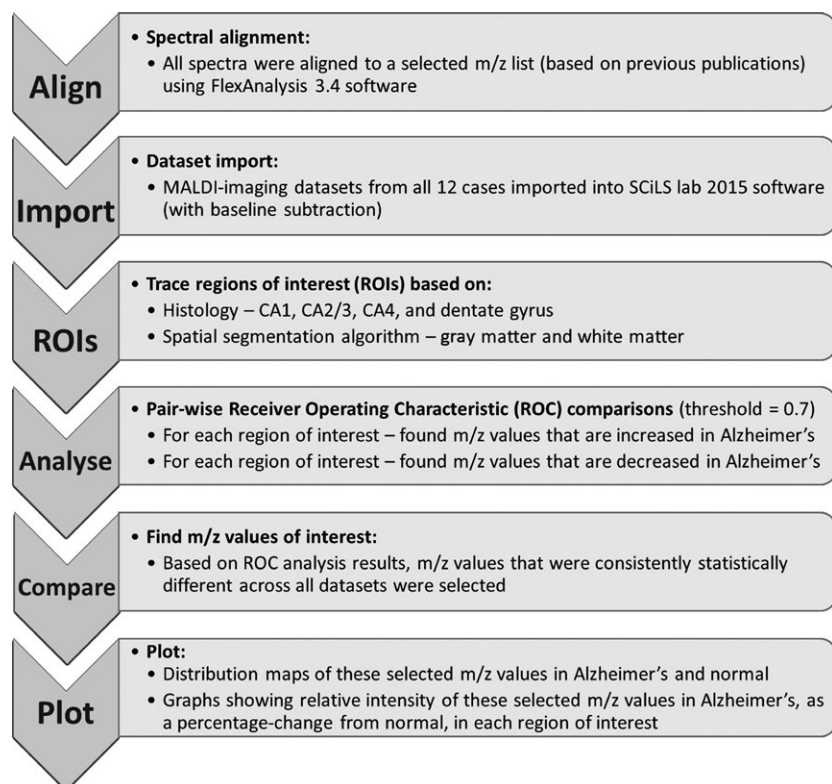 Align
• Spectral alignment:
• All spectra were aligned to a selected m/z list (based on previous publications)
using FlexAnalysis 3.4 software
Import
• Dataset import:
• MALDI-imaging datasets from all 12 cases imported into SCiLS lab 2015 software
(with baseline subtraction)
ROIs
• Trace regions of interest (ROIs) based on:
• Histology – CA1, CA2/3, CA4, and dentate gyrus
• Spatial segmentation algorithm – gray matter and white matter
Analyse
• Pair-wise Receiver Operating Characteristic (ROC) comparisons (threshold = 0.7)
• For each region of interest – found m/z values that are increased in Alzheimer’s
• For each region of interest – found m/z values that are decreased in Alzheimer’s
Compare
• Find m/z values of interest:
• Based on ROC analysis results, m/z values that were consistently statistically
different across all datasets were selected
Plot
• Plot:
• Distribution maps of these selected m/z values in Alzheimer’s and normal
• Graphs showing relative intensity of these selected m/z values in Alzheimer’s, as
a percentage-change from normal, in each region of interest